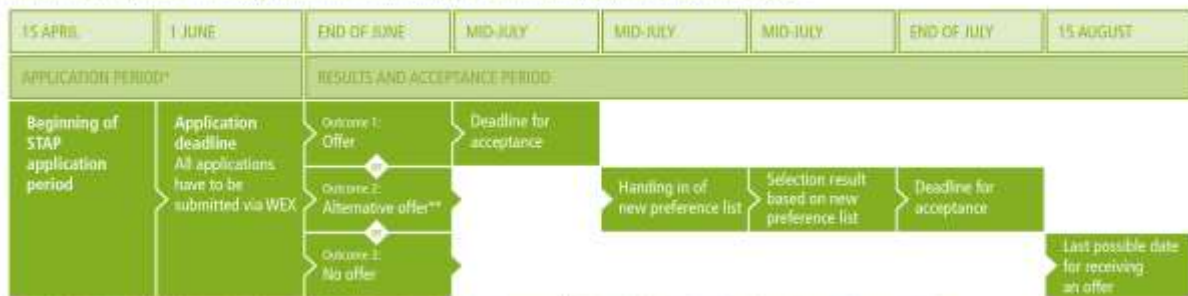 15 APRIL
1 JUNE
END OF JUNE
MID-JULY
MID-JULY
MID-JULY
END OF JULY
15 AUGUST
APPLICATION PERIOD*
RESULTS AND ACCEPTANCE PERIOD
Beginning of
STAP
application
period
Application
deadline
All applications
have to be
submitted via WEX
Outcome 1:
Offer
or
Outcome 2:
Alternative offer**
or
Outcome 3:
No offer
Deadline for
acceptance
Handing in of
new preference list
Selection result
based on new
preference list
Deadline for
acceptance
Last possible date
for receiving
an offer